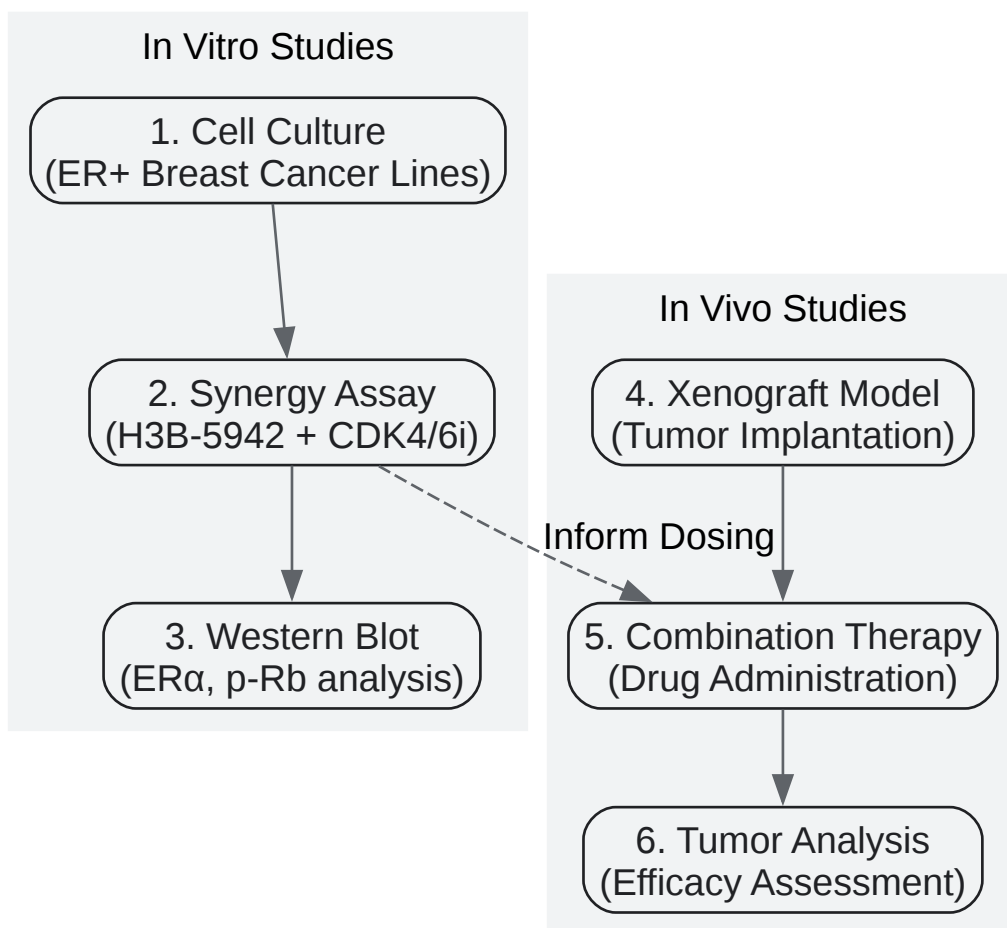 In Vitro Studies
1. Cell Culture
(ER+ Breast Cancer Lines)
2. Synergy Assay
(H3B-5942 + CDK4/6i)
3. Western Blot
(ERα, p-Rb analysis)
In Vivo Studies
4. Xenograft Model
(Tumor Implantation)
Inform Dosing
5. Combination Therapy
(Drug Administration)
6. Tumor Analysis
(Efficacy Assessment)